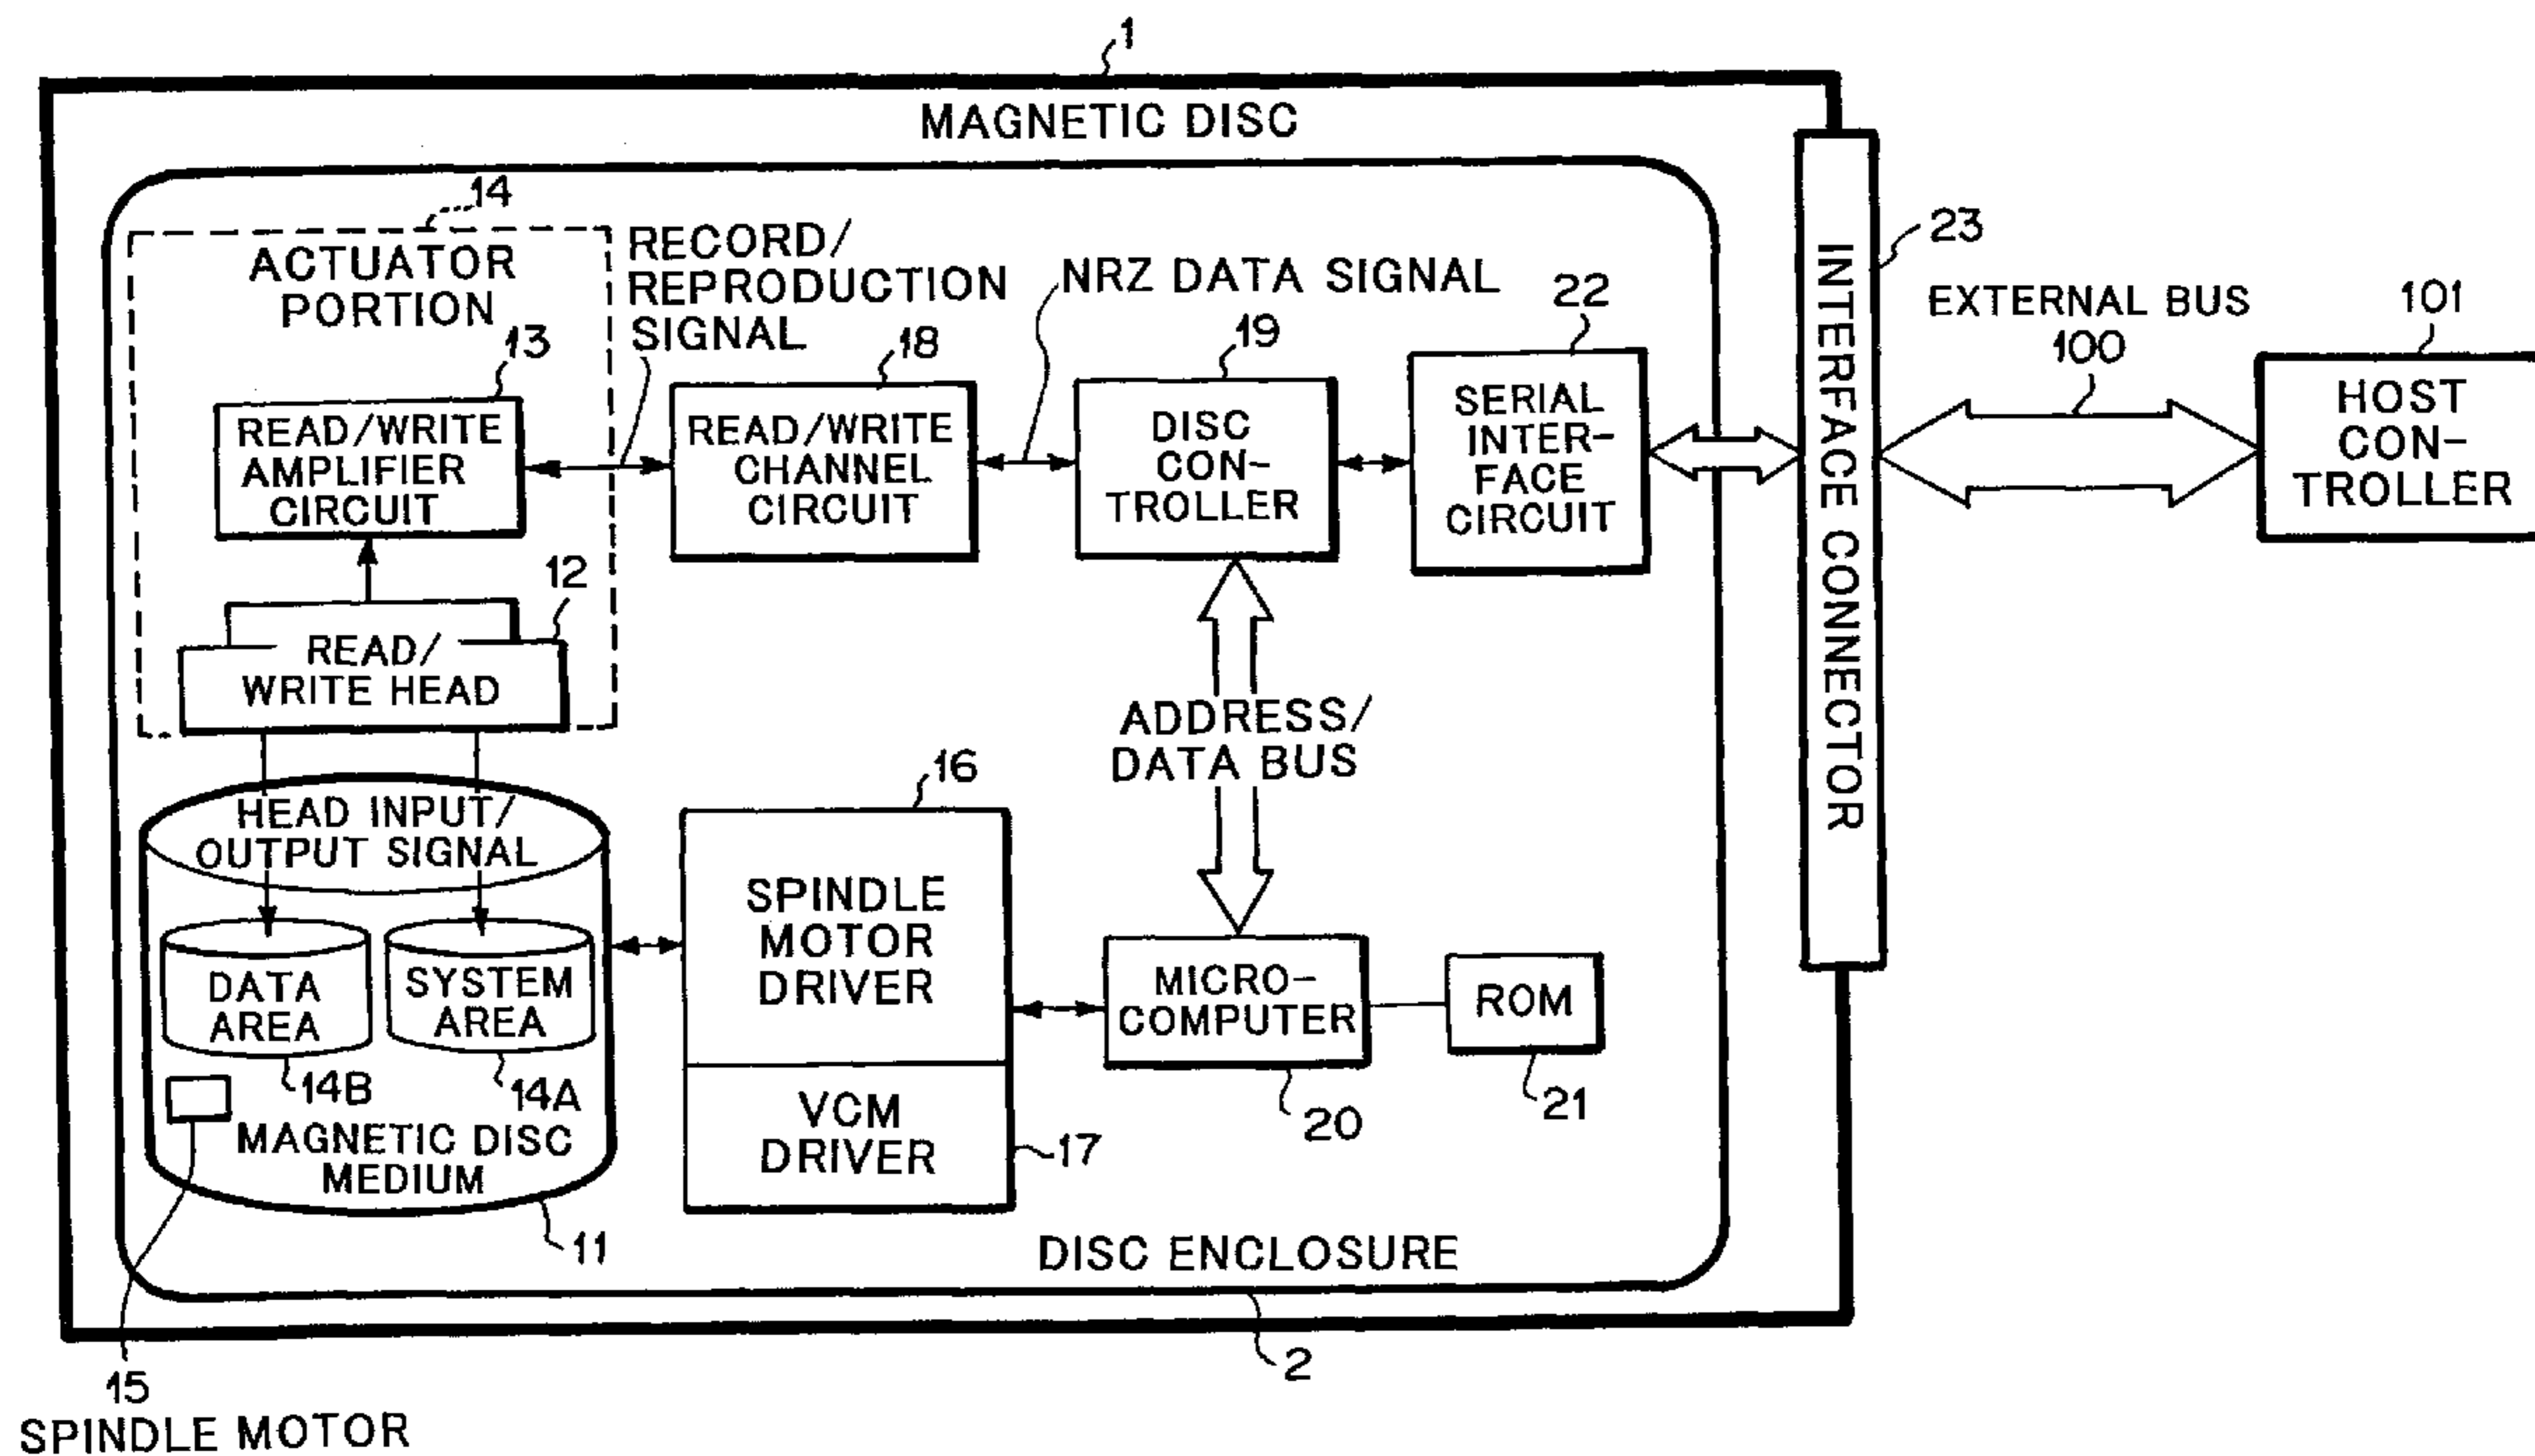 1
MAGNETIC DISC
14
ACTUATOR
PORTION
RECORD/
REPRODUCTION
SIGNAL
NRZ DATA SIGNAL
13
READ/WRITE
AMPLIFIER
CIRCUIT
18
READ/WRITE
CHANNEL
CIRCUIT
19
DISC
CON-
TROLLER
22
SERIAL
INTER-
FACE
CIRCUIT
23
INTERFACE CONNECTOR
EXTERNAL BUS
100
101
HOST
CON-
TROLLER
12
READ/
WRITE HEAD
ADDRESS/
DATA BUS
HEAD INPUT/
OUTPUT SIGNAL
DATA
AREA
14B
SYSTEM
AREA
14A
MAGNETIC DISC
MEDIUM
11
16
SPINDLE
MOTOR
DRIVER
VCM
DRIVER
17
MICRO-
COMPUTER
20
ROM
21
DISC ENCLOSURE
2
15
SPINDLE MOTOR